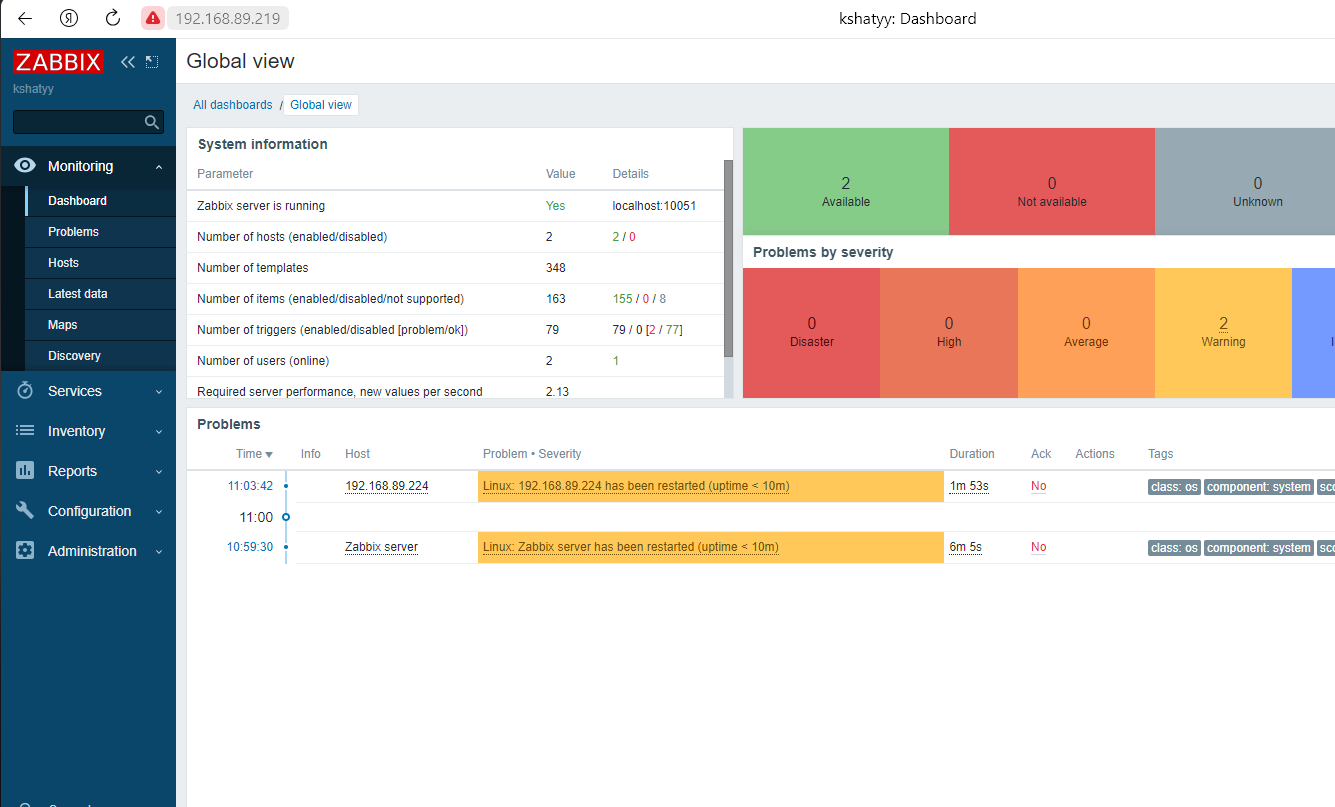 192.168.89.219
kshatyy: Dashboard
ZABBIX
kshatyy
Monitoring
Dashboard
Problems
Hosts
Latest data
Maps
Discovery
Services
Inventory
Reports
Configuration
Administration
Global view
All dashboards / Global view
System information
Parameter Value Details
Zabbix server is running Yes localhost:10051
Number of hosts (enabled/disabled) 2 2 / 0
Number of templates 348
Number of items (enabled/disabled/not supported) 163 155 / 0 / 8
Number of triggers (enabled/disabled [problem/ok]) 79 79 / 0 [2 / 77]
Number of users (online) 2 1
Required server performance, new values per second 2.13
2 Available
0 Not available
0 Unknown
Problems by severity
0 Disaster
0 High
0 Average
2 Warning
Problems
Time Info Host Problem • Severity Duration Ack Actions Tags
11:03:42 192.168.89.224 Linux: 192.168.89.224 has been restarted (uptime < 10m) 1m 53s No class: os component: system
11:00
10:59:30 Zabbix server Linux: Zabbix server has been restarted (uptime < 10m) 6m 5s No class: os component: system